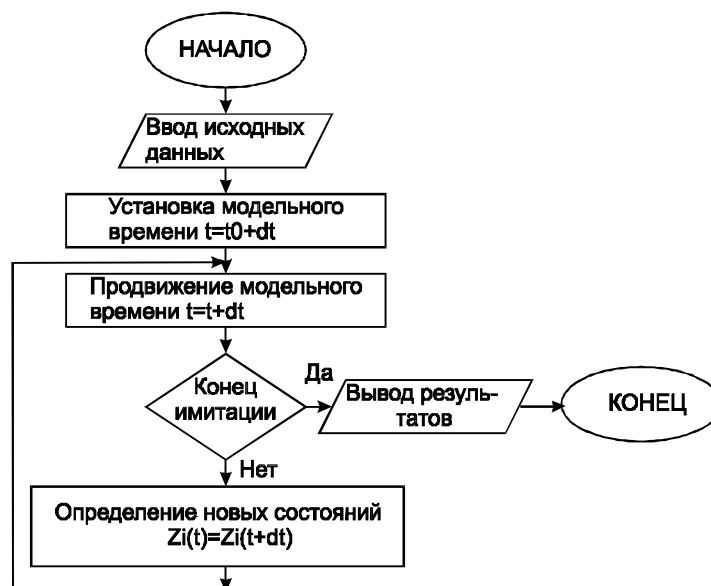 НАЧАЛО
Ввод исходных
данных
Установка модельного
времени t=t0+dt
Продвижение модельного
времени t=t+dt
Конец
имитации
Да
Вывод резуль-
татов
КОНЕЦ
Нет
Определение новых состояний
Zi(t)=Zi(t+dt)